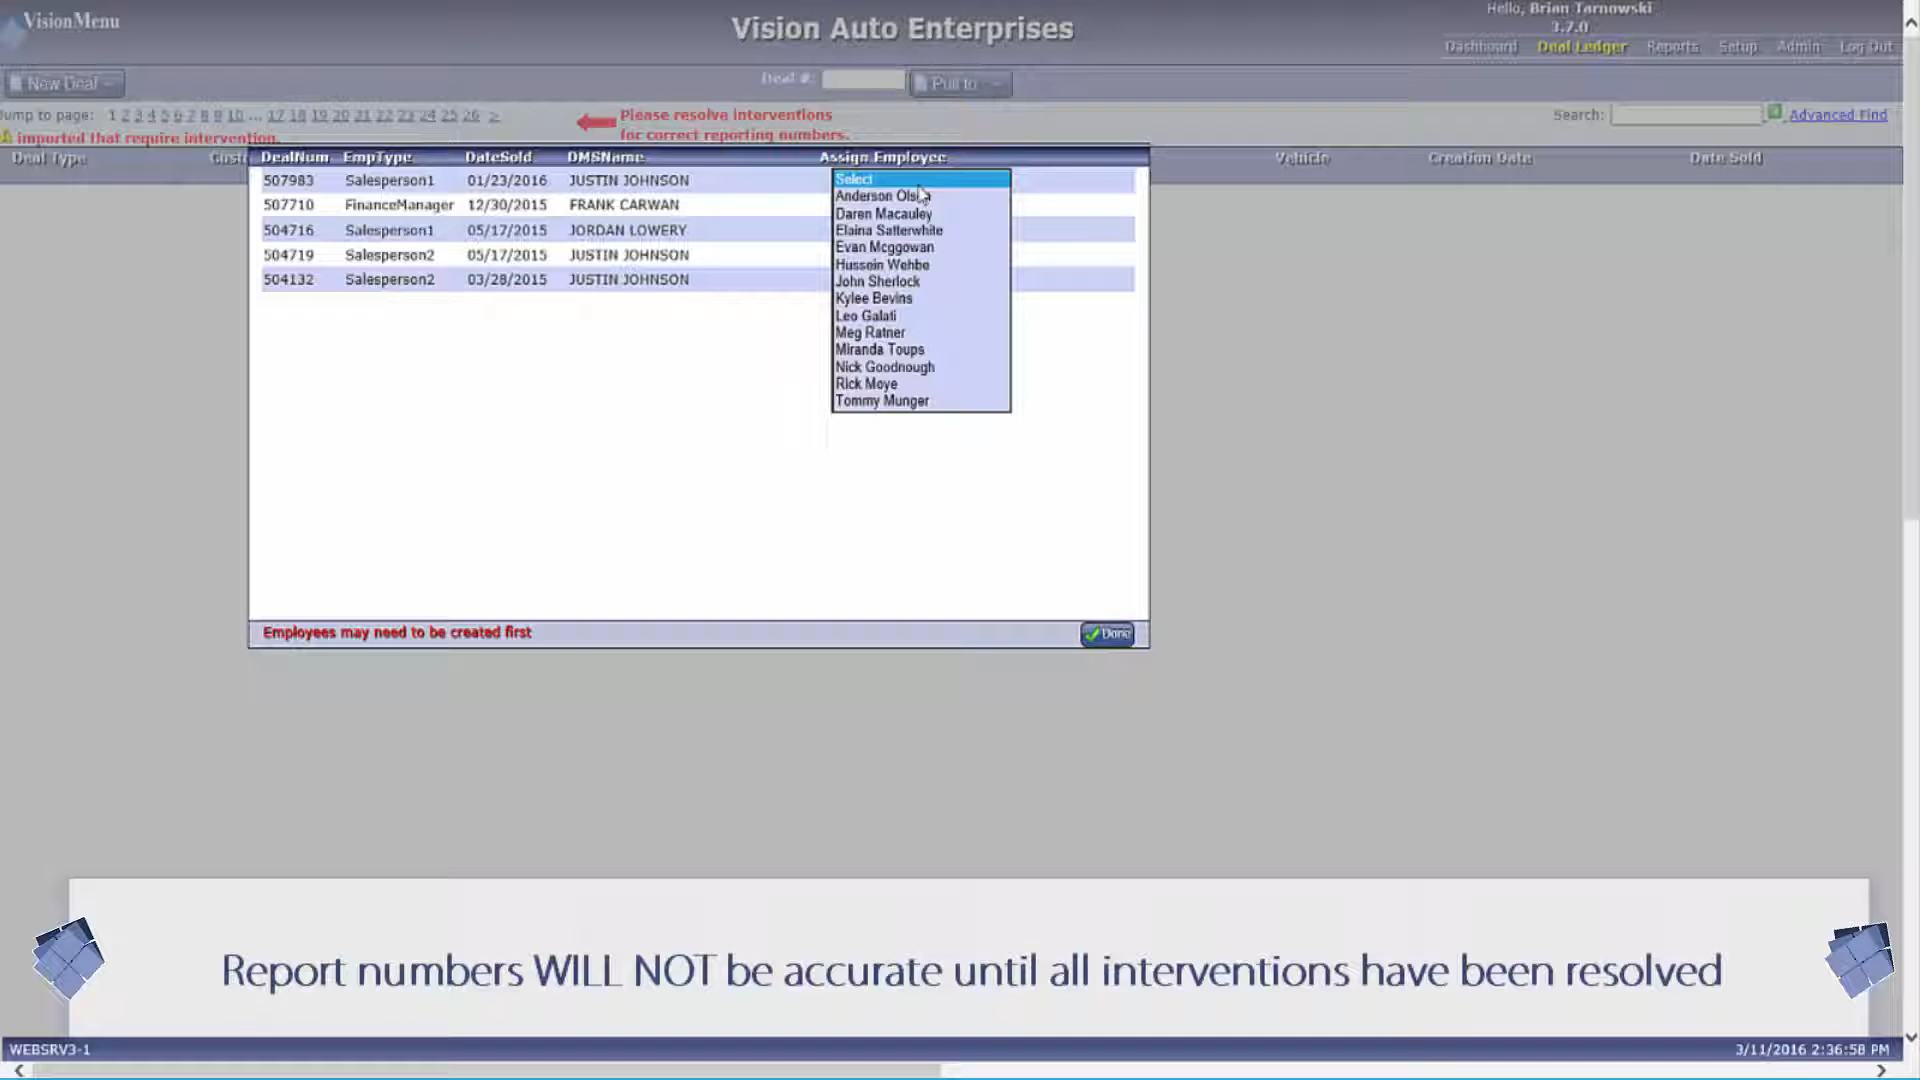 VisionMenu
Vision Auto Enterprises
Hello, Brian Tarnowski
3.7.0
Dashboard Deal Ledger Reports Setup Admin Log Out
New Deal
Deal #:
Pull to
Jump to page: 1 2 3 4 5 6 7 8 9 10 ... 17 18 19 20 21 22 23 24 25 26 >
Please resolve interventions
for correct reporting numbers.
Search:
Advanced Find
imported that require intervention.
Deal Type
DealNum EmpType DateSold DMSName Assign Employee
Vehicle Creation Date Date Sold
507983 Salesperson1 01/23/2016 JUSTIN JOHNSON
507710 FinanceManager 12/30/2015 FRANK CARWAN
504716 Salesperson1 05/17/2015 JORDAN LOWERY
504719 Salesperson2 05/17/2015 JUSTIN JOHNSON
504132 Salesperson2 03/28/2015 JUSTIN JOHNSON
Select
Anderson
Daren Macauley
Elaina Satterwhite
Evan Mcggowan
Hussein Wehbe
John Sherlock
Kylee Bevins
Leo Galati
Meg Ratner
Miranda Toups
Nick Goodnough
Rick Moye
Tommy Munger
Employees may need to be created first
Done
Report numbers WILL NOT be accurate until all interventions have been resolved
WEBSRV3-1
3/11/2016 2:36:58 PM